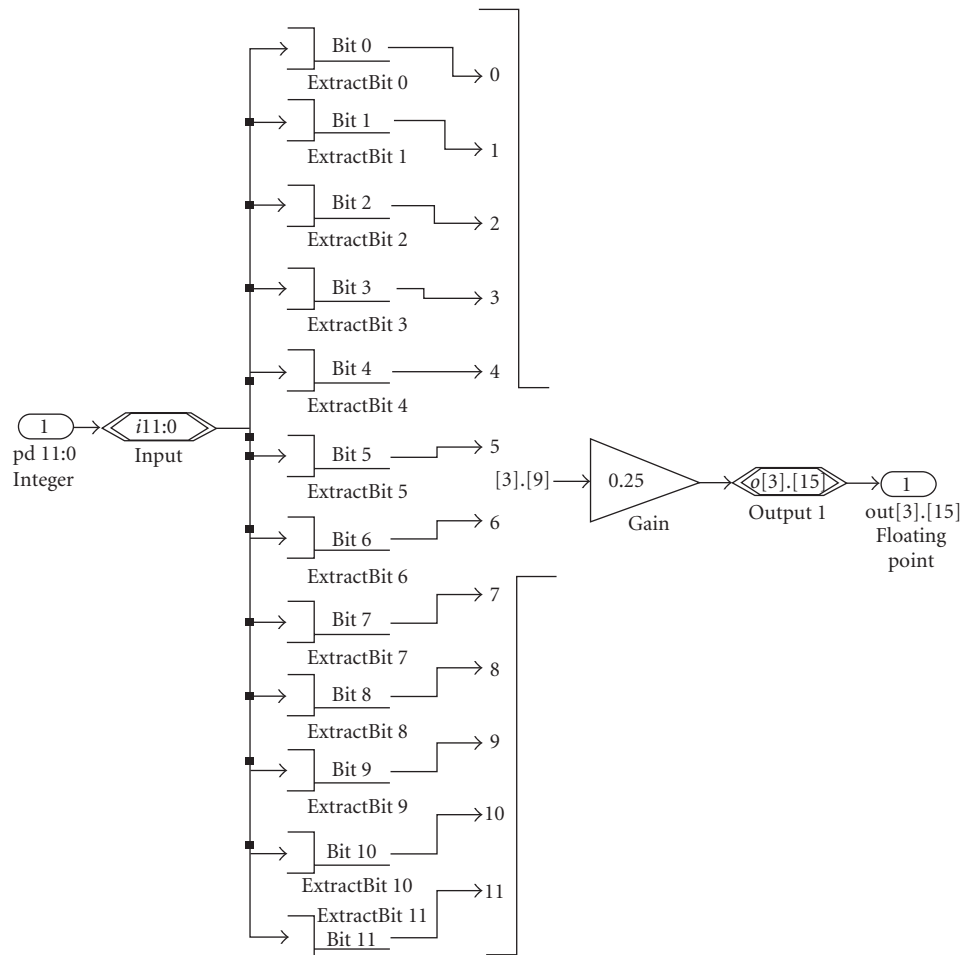 Bit 0
ExtractBit 0
0
Bit 1
ExtractBit 1
1
Bit 2
ExtractBit 2
2
Bit 3
ExtractBit 3
3
Bit 4
ExtractBit 4
4
1
pd 11:0
Integer
i11:0
Input
Bit 5
ExtractBit 5
5
[3].[9]
0.25
Gain
o[3].[15]
Output 1
1
out[3].[15]
Floating
point
Bit 6
ExtractBit 6
6
Bit 7
ExtractBit 7
7
Bit 8
ExtractBit 8
8
Bit 9
ExtractBit 9
9
Bit 10
ExtractBit 10
10
ExtractBit 11
Bit 11
11